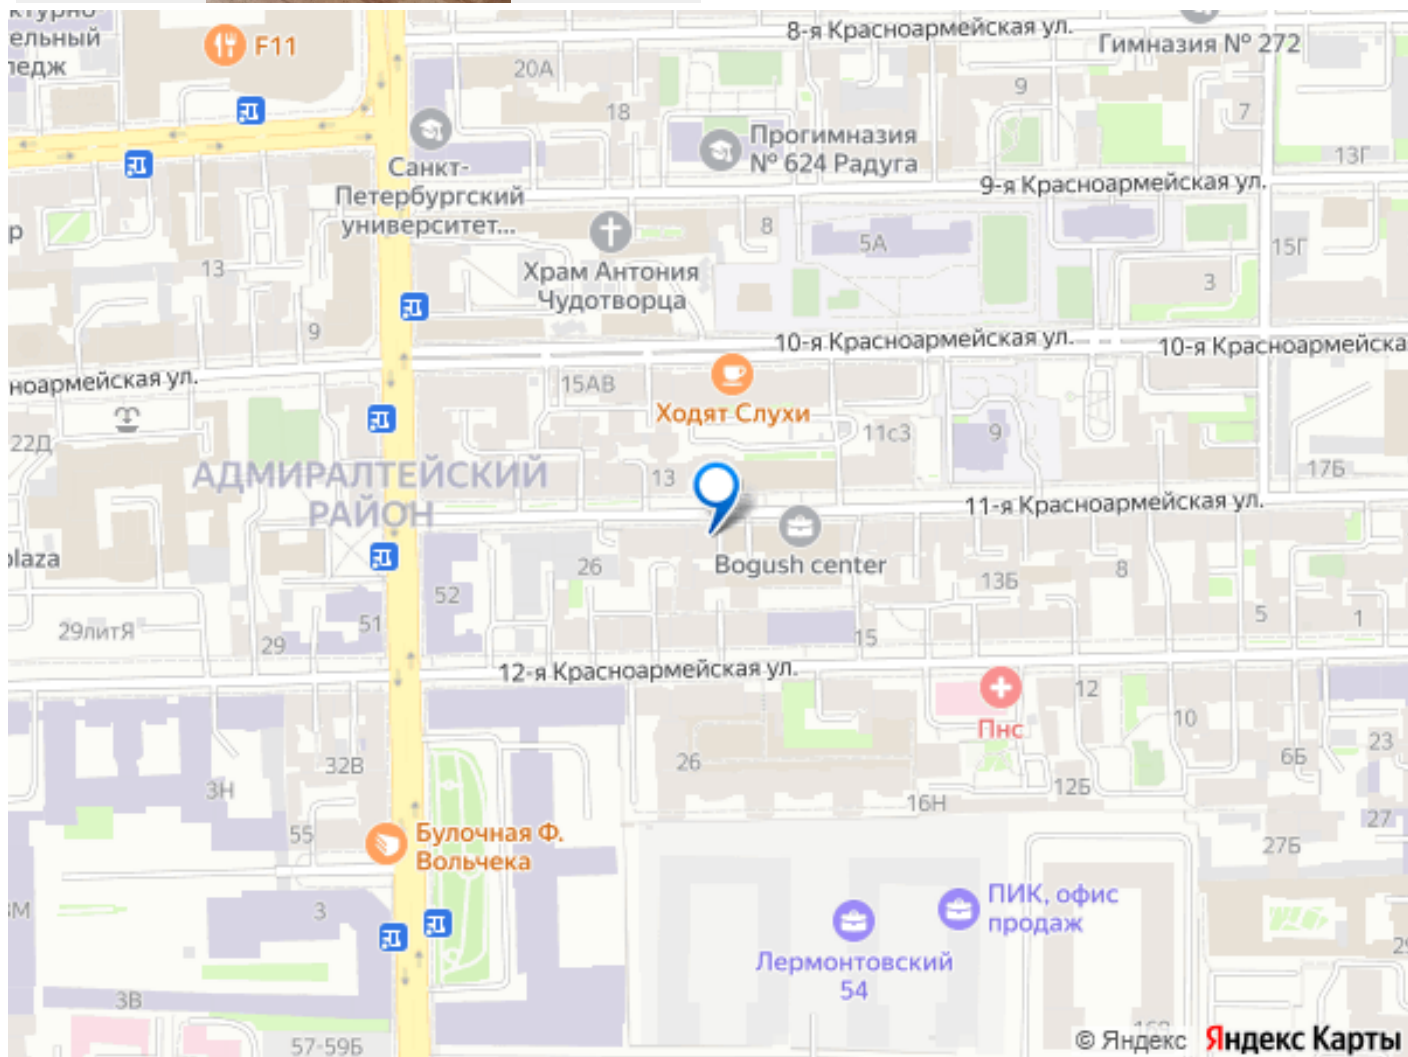 ельный
ледж
F11
8-я Красноармейская ул.
Гимназия № 272
20А
18
9
7
Санкт-
Петербургский
университет...
Прогимназия
№ 624 Радуга
13Г
9-я Красноармейская ул.
р
13
Храм Антония
Чудотворца
8
5А
15Г
3
9
10-я Красноармейская ул.
10-я Красноармейска
ноармейская ул.
15АВ
Ходят Слухи
22Д
11с3
9
АДМИРАЛТЕЙСКИЙ
РАЙОН
13
17Б
11-я Красноармейская ул.
plaza
26
Bogush center
13Б
8
52
51
29литЯ
29
15
5
1
12-я Красноармейская ул.
Пнс
12
10
23
6Б
32В
26
3Н
12Б
16Н
27
55
Булочная Ф.
Вольчека
27Б
3
ПИК, офис
продаж
Лермонтовский
54
3В
57-59Б
© Яндекс Яндекс Карты